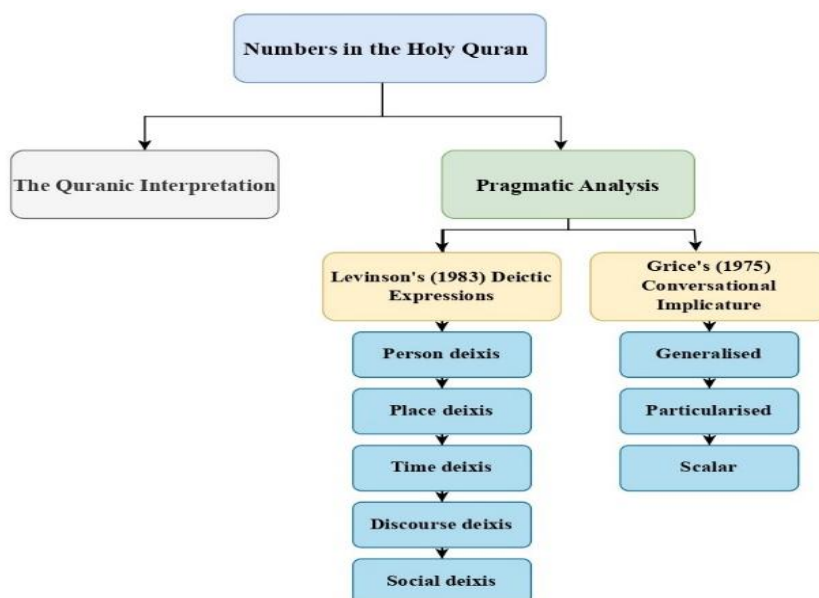 Numbers in the Holy Quran
The Quranic Interpretation
Pragmatic Analysis
Levinson's (1983) Deictic
Expressions
Grice's (1975)
Conversational
Implicature
Person deixis
Place deixis
Time deixis
Discourse deixis
Social deixis
Generalised
Particularised
Scalar